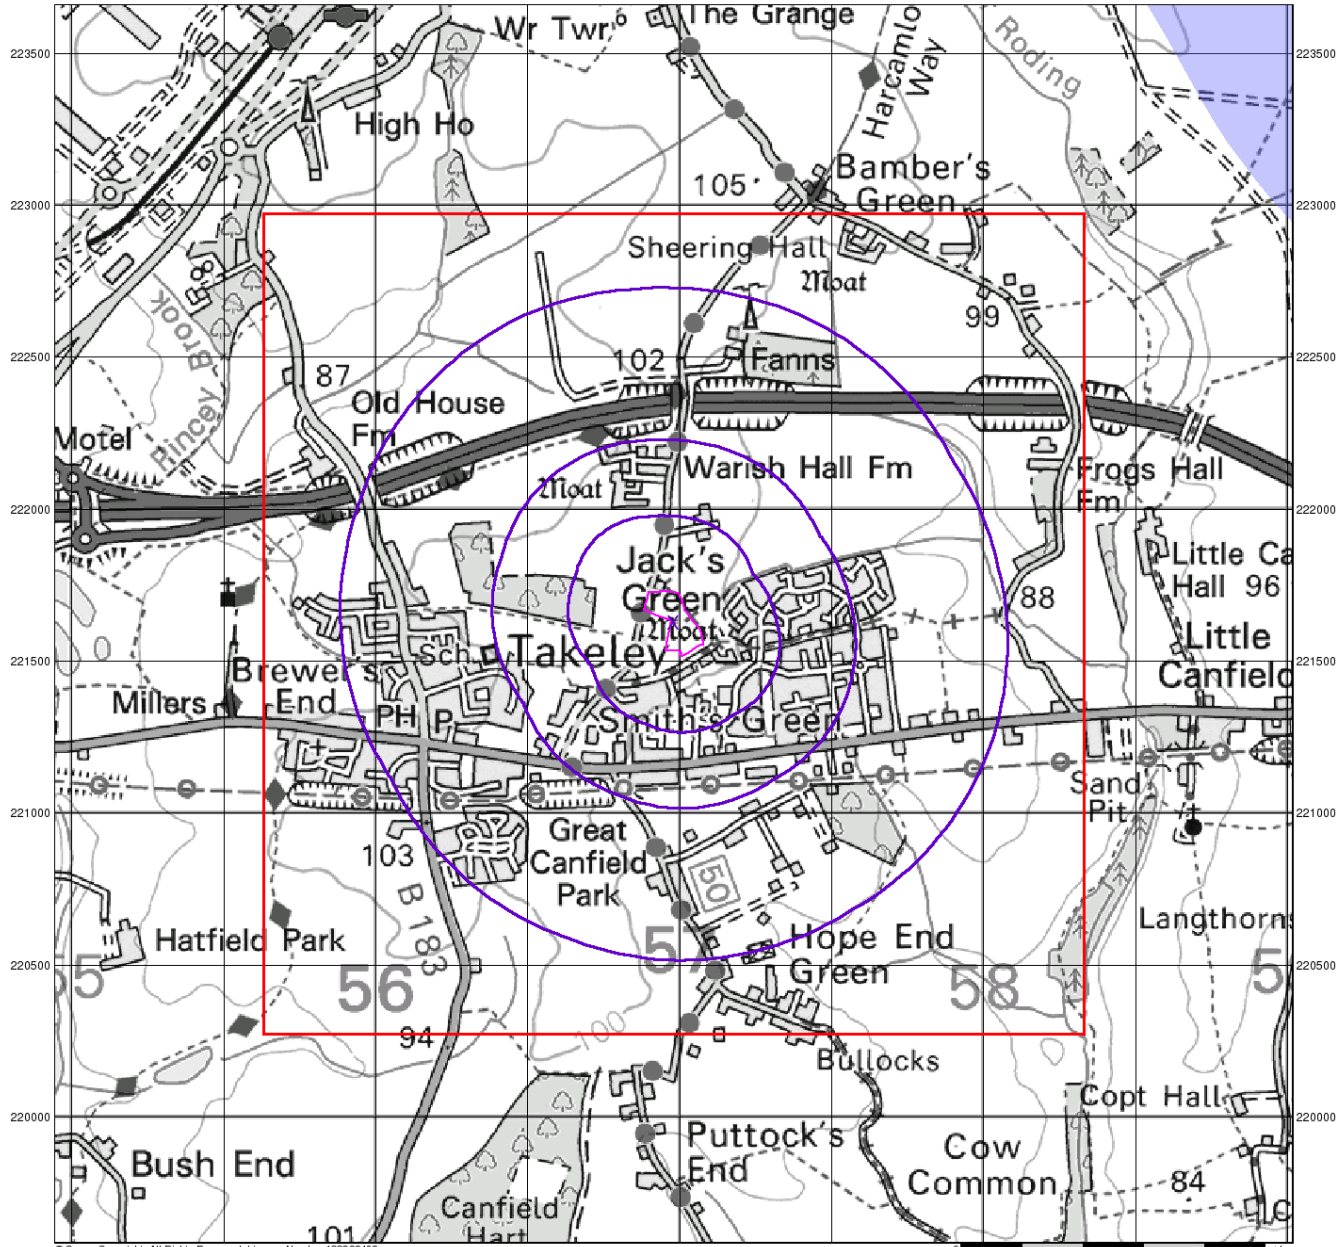 The Grange
Wr Twr
Harcamlo
Way
Roding
223500
223500
High Ho
Bamber's
Green
105
223000
223000
Sheering Hall
Moat
Pincey Brook
99
102
Fanns
222500
222500
87
Old House
Fm
Motel
Warish Hall Fm
Frogs Hall
Fm
Moat
222000
222000
Jack's
Green
Little Ca
Hall 96
88
Moat
Takeley
Sch
Little
Canfield
221500
221500
Brewer's
End
Millers
PH
P
Smith's Green
Sand
Pit
221000
221000
Great
Canfield
Park
103
50
B 183
Langthorns
Hatfield Park
Hope End
Green
220500
220500
55
56
57
58
5
94
100
Bullocks
Copt Hall
220000
220000
Puttock's
End
Cow
Common
Bush End
84
Canfield
Hart
101